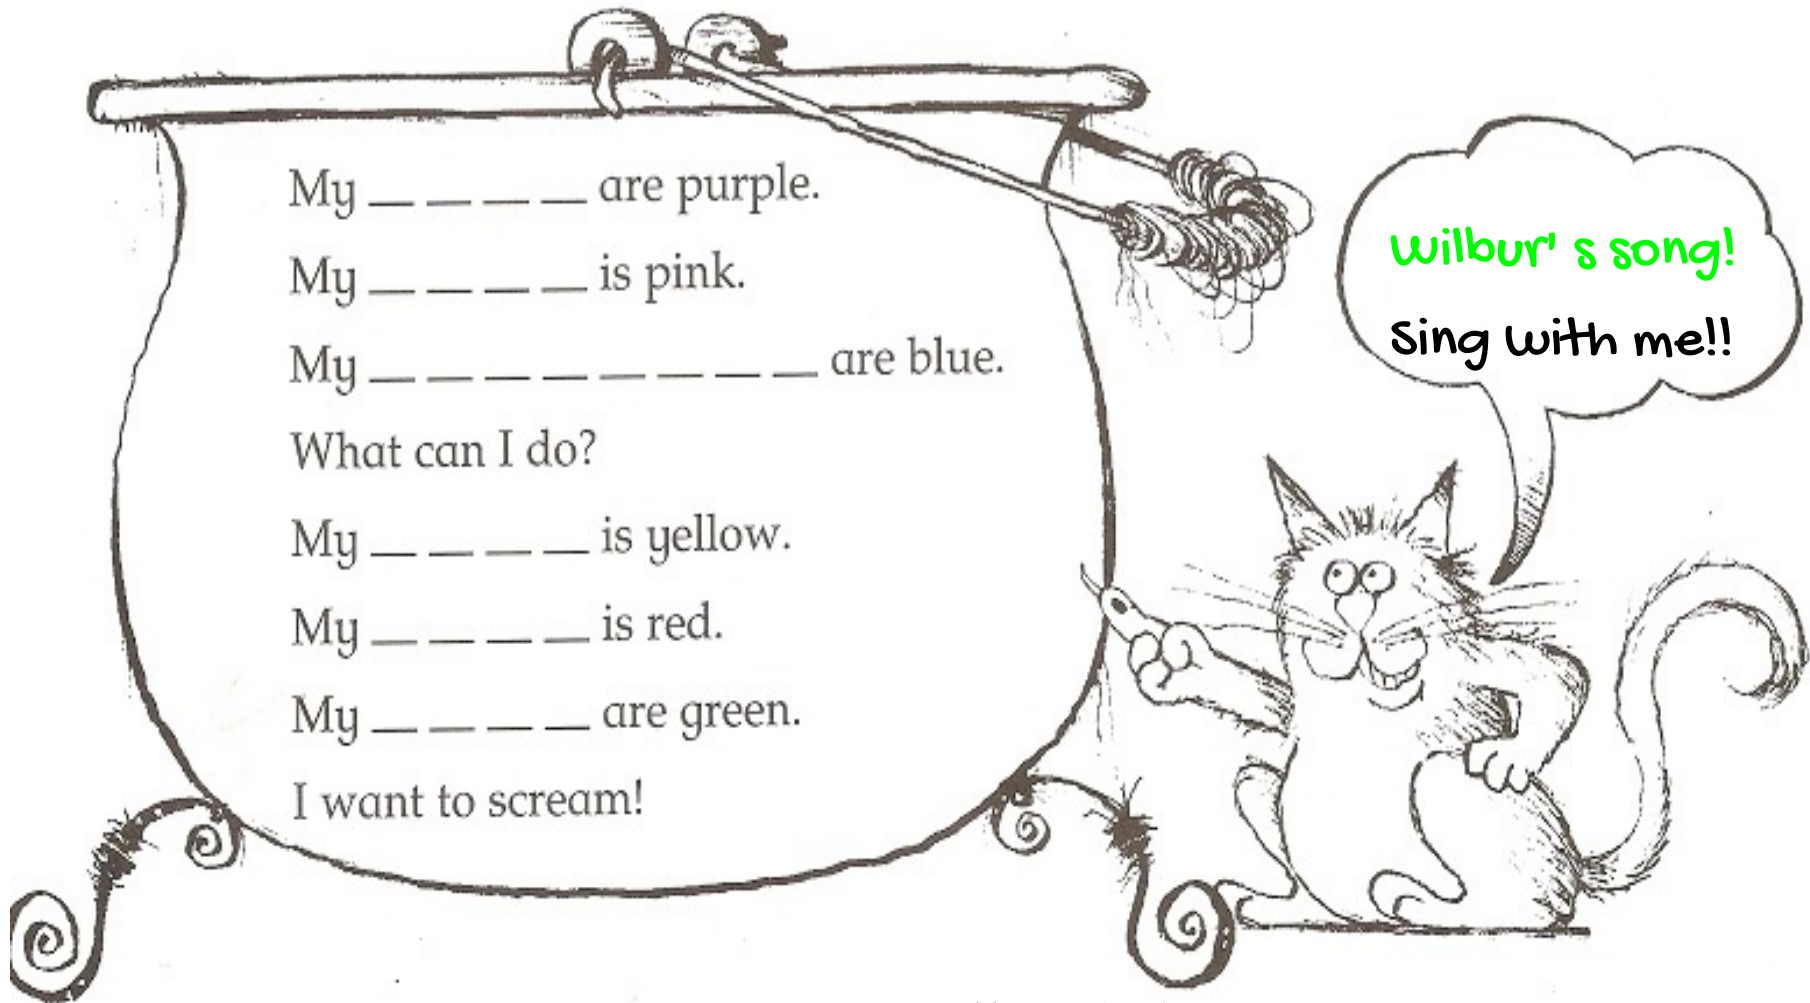 My _ _ _ _ are purple.
My _ _ _ _ is pink.
My _ _ _ _ _ _ _ _ are blue.
What can I do?
My _ _ _ _ is yellow.
My _ _ _ _ is red.
My _ _ _ _ are green.
I want to scream!
Wilbur' s song!
Sing with me!!